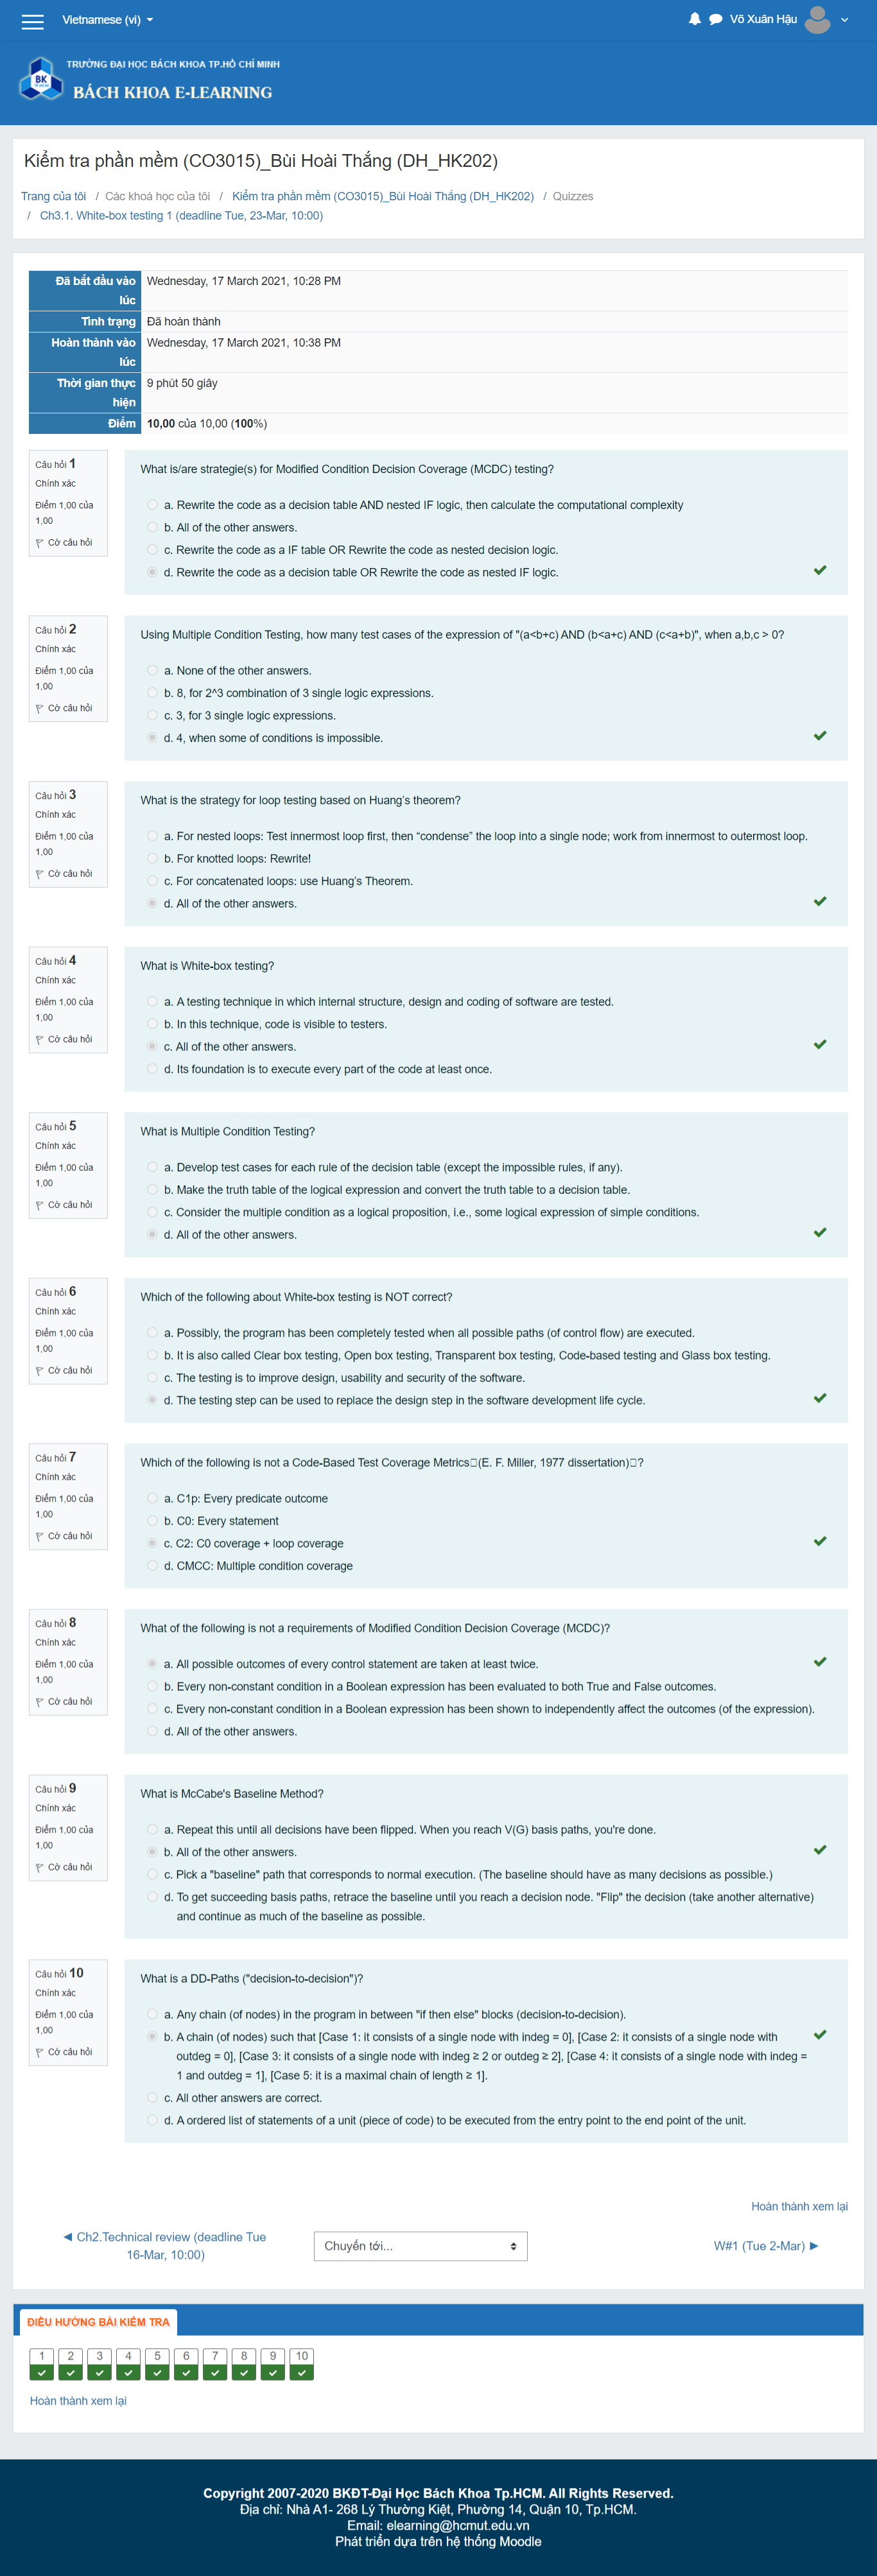 Vietnamese (vi)
Võ Xuân Hậu
TRƯỜNG ĐẠI HỌC BÁCH KHOA TP.HỒ CHÍ MINH
BK
BÁCH KHOA E-LEARNING
Kiểm tra phần mềm (CO3015)_Bùi Hoài Thắng (DH_HK202)
Trang của tôi / Các khoá học của tôi / Kiểm tra phần mềm (CO3015)_Bùi Hoài Thắng (DH_HK202) / Quizzes
/ Ch3.1. White-box testing 1 (deadline Tue, 23-Mar, 10:00)
Đã bắt đầu vào lúc Wednesday, 17 March 2021, 10:28 PM
Tình trạng Đã hoàn thành
Hoàn thành vào lúc Wednesday, 17 March 2021, 10:38 PM
Thời gian thực hiện 9 phút 50 giây
Điểm 10,00 của 10,00 (100%)
Câu hỏi 1
Chính xác
Điểm 1,00 của
1,00
Cờ câu hỏi
What is/are strategie(s) for Modified Condition Decision Coverage (MCDC) testing?
a. Rewrite the code as a decision table AND nested IF logic, then calculate the computational complexity
b. All of the other answers.
c. Rewrite the code as a IF table OR Rewrite the code as nested decision logic.
d. Rewrite the code as a decision table OR Rewrite the code as nested IF logic.
Câu hỏi 2
Chính xác
Điểm 1,00 của
1,00
Cờ câu hỏi
Using Multiple Condition Testing, how many test cases of the expression of "(a<b+c) AND (b<a+c) AND (c<a+b)", when a,b,c > 0?
a. None of the other answers.
b. 8, for 2^3 combination of 3 single logic expressions.
c. 3, for 3 single logic expressions.
d. 4, when some of conditions is impossible.
Câu hỏi 3
Chính xác
Điểm 1,00 của
1,00
Cờ câu hỏi
What is the strategy for loop testing based on Huang's theorem?
a. For nested loops: Test innermost loop first, then “condense” the loop into a single node; work from innermost to outermost loop.
b. For knotted loops: Rewrite!
c. For concatenated loops: use Huang's Theorem.
d. All of the other answers.
Câu hỏi 4
Chính xác
Điểm 1,00 của
1,00
Cờ câu hỏi
What is White-box testing?
a. A testing technique in which internal structure, design and coding of software are tested.
b. In this technique, code is visible to testers.
c. All of the other answers.
d. Its foundation is to execute every part of the code at least once.
Câu hỏi 5
Chính xác
Điểm 1,00 của
1,00
Cờ câu hỏi
What is Multiple Condition Testing?
a. Develop test cases for each rule of the decision table (except the impossible rules, if any).
b. Make the truth table of the logical expression and convert the truth table to a decision table.
c. Consider the multiple condition as a logical proposition, i.e., some logical expression of simple conditions.
d. All of the other answers.
Câu hỏi 6
Chính xác
Điểm 1,00 của
1,00
Cờ câu hỏi
Which of the following about White-box testing is NOT correct?
a. Possibly, the program has been completely tested when all possible paths (of control flow) are executed.
b. It is also called Clear box testing, Open box testing, Transparent box testing, Code-based testing and Glass box testing.
c. The testing is to improve design, usability and security of the software.
d. The testing step can be used to replace the design step in the software development life cycle.
Câu hỏi 7
Chính xác
Điểm 1,00 của
1,00
Cờ câu hỏi
Which of the following is not a Code-Based Test Coverage Metrics(E. F. Miller, 1977 dissertation)?
a. C1p: Every predicate outcome
b. C0: Every statement
c. C2: C0 coverage + loop coverage
d. CMCC: Multiple condition coverage
Câu hỏi 8
Chính xác
Điểm 1,00 của
1,00
Cờ câu hỏi
What of the following is not a requirements of Modified Condition Decision Coverage (MCDC)?
a. All possible outcomes of every control statement are taken at least twice.
b. Every non-constant condition in a Boolean expression has been evaluated to both True and False outcomes.
c. Every non-constant condition in a Boolean expression has been shown to independently affect the outcomes (of the expression).
d. All of the other answers.
Câu hỏi 9
Chính xác
Điểm 1,00 của
1,00
Cờ câu hỏi
What is McCabe's Baseline Method?
a. Repeat this until all decisions have been flipped. When you reach V(G) basis paths, you're done.
b. All of the other answers.
c. Pick a "baseline" path that corresponds to normal execution. (The baseline should have as many decisions as possible.)
d. To get succeeding basis paths, retrace the baseline until you reach a decision node. "Flip" the decision (take another alternative)
and continue as much of the baseline as possible.
Câu hỏi 10
Chính xác
Điểm 1,00 của
1,00
Cờ câu hỏi
What is a DD-Paths ("decision-to-decision")?
a. Any chain (of nodes) in the program in between "if then else" blocks (decision-to-decision).
b. A chain (of nodes) such that [Case 1: it consists of a single node with indeg = 0], [Case 2: it consists of a single node with
outdeg = 0], [Case 3: it consists of a single node with indeg ≥ 2 or outdeg ≥ 2], [Case 4: it consists of a single node with indeg =
1 and outdeg = 1], [Case 5: it is a maximal chain of length ≥ 1].
c. All other answers are correct.
d. A ordered list of statements of a unit (piece of code) to be executed from the entry point to the end point of the unit.
Hoàn thành xem lại
◄ Ch2.Technical review (deadline Tue
16-Mar, 10:00)
Chuyển tới...
W#1 (Tue 2-Mar) ►
ĐIỀU HƯỚNG BÀI KIỂM TRA
1 2 3 4 5 6 7 8 9 10
Hoàn thành xem lại
Copyright 2007-2020 BKĐT-Đại Học Bách Khoa Tp.HCM. All Rights Reserved.
Địa chỉ: Nhà A1- 268 Lý Thường Kiệt, Phường 14, Quận 10, Tp.HCM.
Email: elearning@hcmut.edu.vn
Phát triển dựa trên hệ thống Moodle